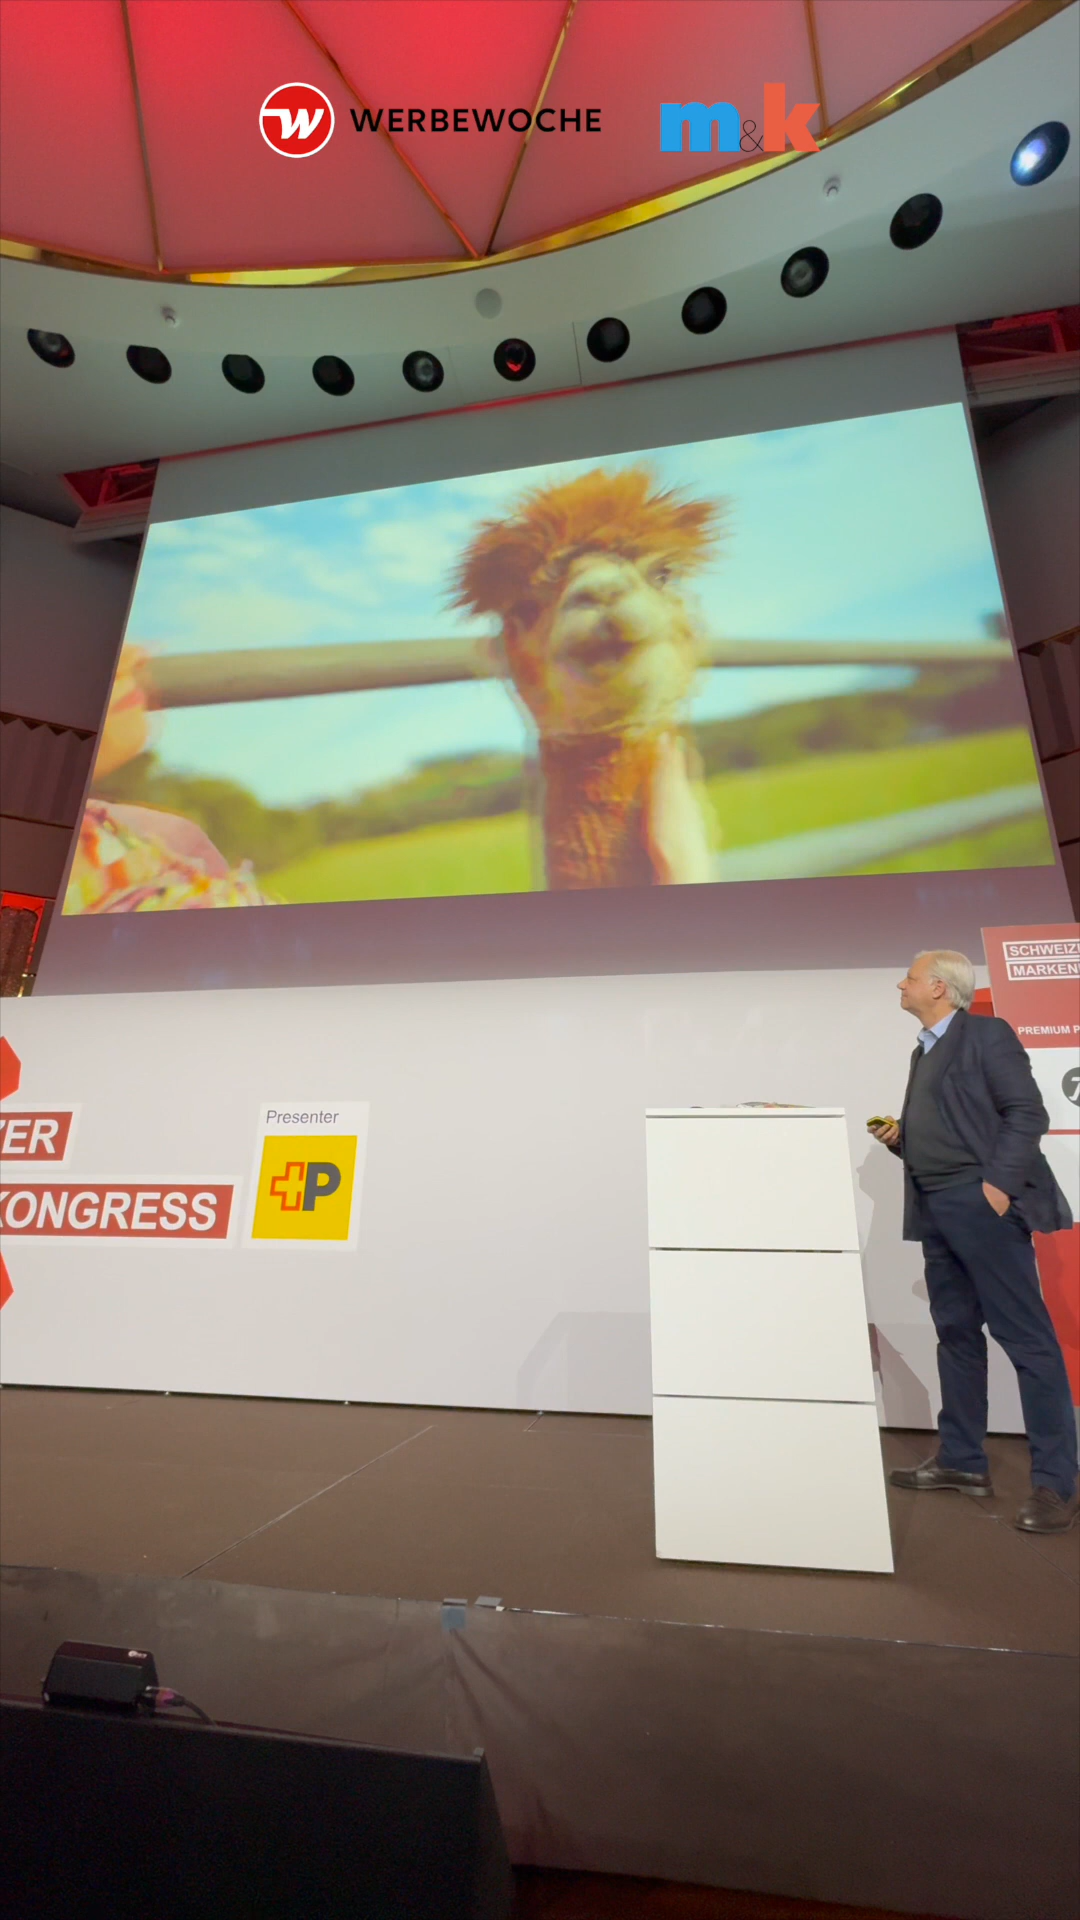 WERBEWOCHE
m&k
SCHWEIZ
MARKEN
PREMIUM P
Presenter
ZER
KONGRESS
P